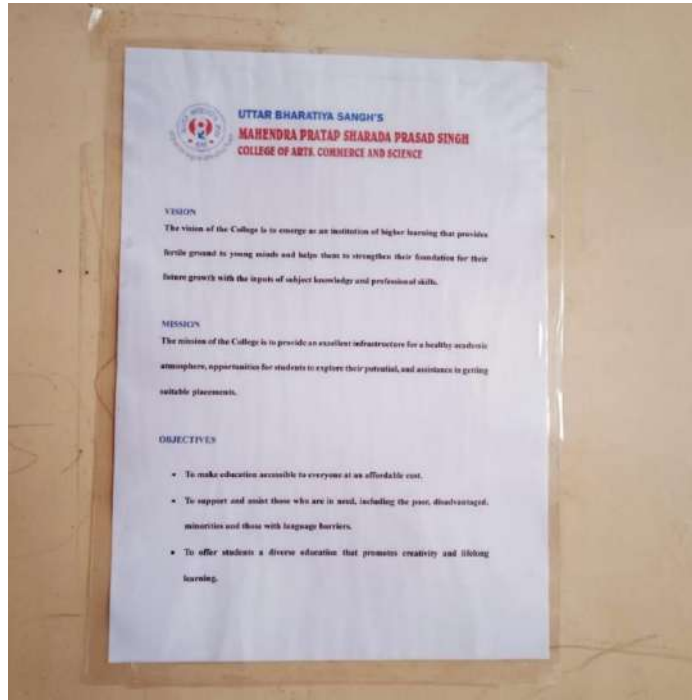 UTTAR BHARATIYA SANGH'S
MAHENDRA PRATAP SHARADA PRASAD SINGH
COLLEGE OF ARTS, COMMERCE AND SCIENCE
VISION
The vision of the College is to emerge as an institution of higher learning that provides
fertile ground to young minds and helps them to strengthen their foundation for their
future growth with the inputs of subject knowledge and professional skills.
MISSION
The mission of the College is to provide an excellent infrastructure for a healthy academic
atmosphere, opportunities for students to explore their potential, and assistance in getting
suitable placements.
OBJECTIVES
• To make education accessible to everyone at an affordable cost.
• To support and assist those who are in need, including the poor, disadvantaged,
minorities and those with language barriers.
• To offer students a diverse education that promotes creativity and lifelong
learning.